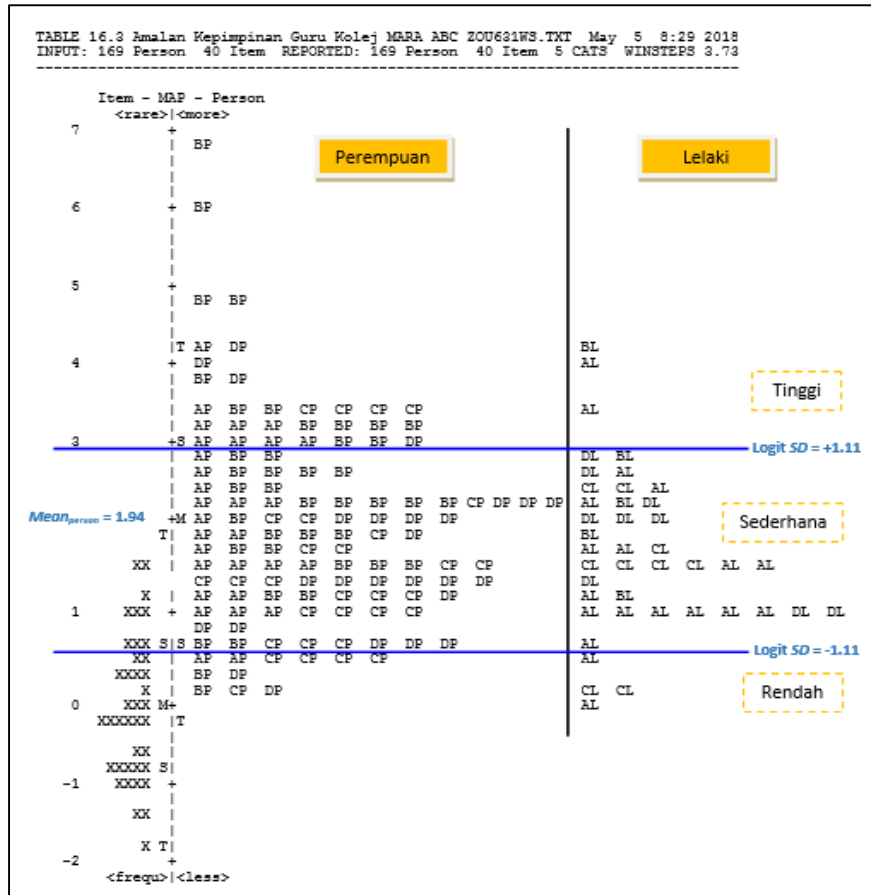 TABLE 16.3 Amalan Kepimpinan Guru Kolej MARA ABC ZOU631WS.TXT May 5 8:29 2018
INPUT: 169 Person 40 Item REPORTED: 169 Person 40 Item 5 CATS WINSTEPS 3.73
Item - MAP - Person
<rare>|<more>
7 +
| BP
Perempuan
Lelaki
|
|
6 + BP
|
|
|
5 +
| BP BP
|
|T AP DP BL
4 + DP AL
| BP DP
Tinggi
| AP BP BP CP CP CP CP AL
| AP AP AP BP BP BP BP
3 +S AP AP AP AP BP BP DP
Logit SD = +1.11
| AP BP BP DL BL
| AP BP BP BP BP DL AL
| AP BP BP CL CL AL
| AP AP AP BP BP BP BP BP CP DP DP DP AL BL DL
Mean person = 1.94 +M AP BP CP CP DP DP DP DP DL DL DL
Sederhana
T| AP AP BP BP BP CP DP BL
| AP BP BP CP CP AL AL CL
XX | AP AP AP AP BP BP BP CP CP CL CL CL CL AL AL
| CP CP CP DP DP DP DP DP DP DL
X | AP AP BP BP CP CP CP DP AL BL
1 XXX + AP AP AP CP CP CP CP AL AL AL AL AL AL DL DL
| DP DP
XXX S|S BP BP CP CP CP DP DP DP AL
Logit SD = -1.11
XX | AP AP CP CP CP CP AL
XXXX | BP DP
X | BP CP DP CL CL
Rendah
0 XXX M+ AL
XXXXXX |T
|
XX |
XXXXX S|
-1 XXXX +
|
XX |
|
X T|
-2 +
<frequ>|<less>